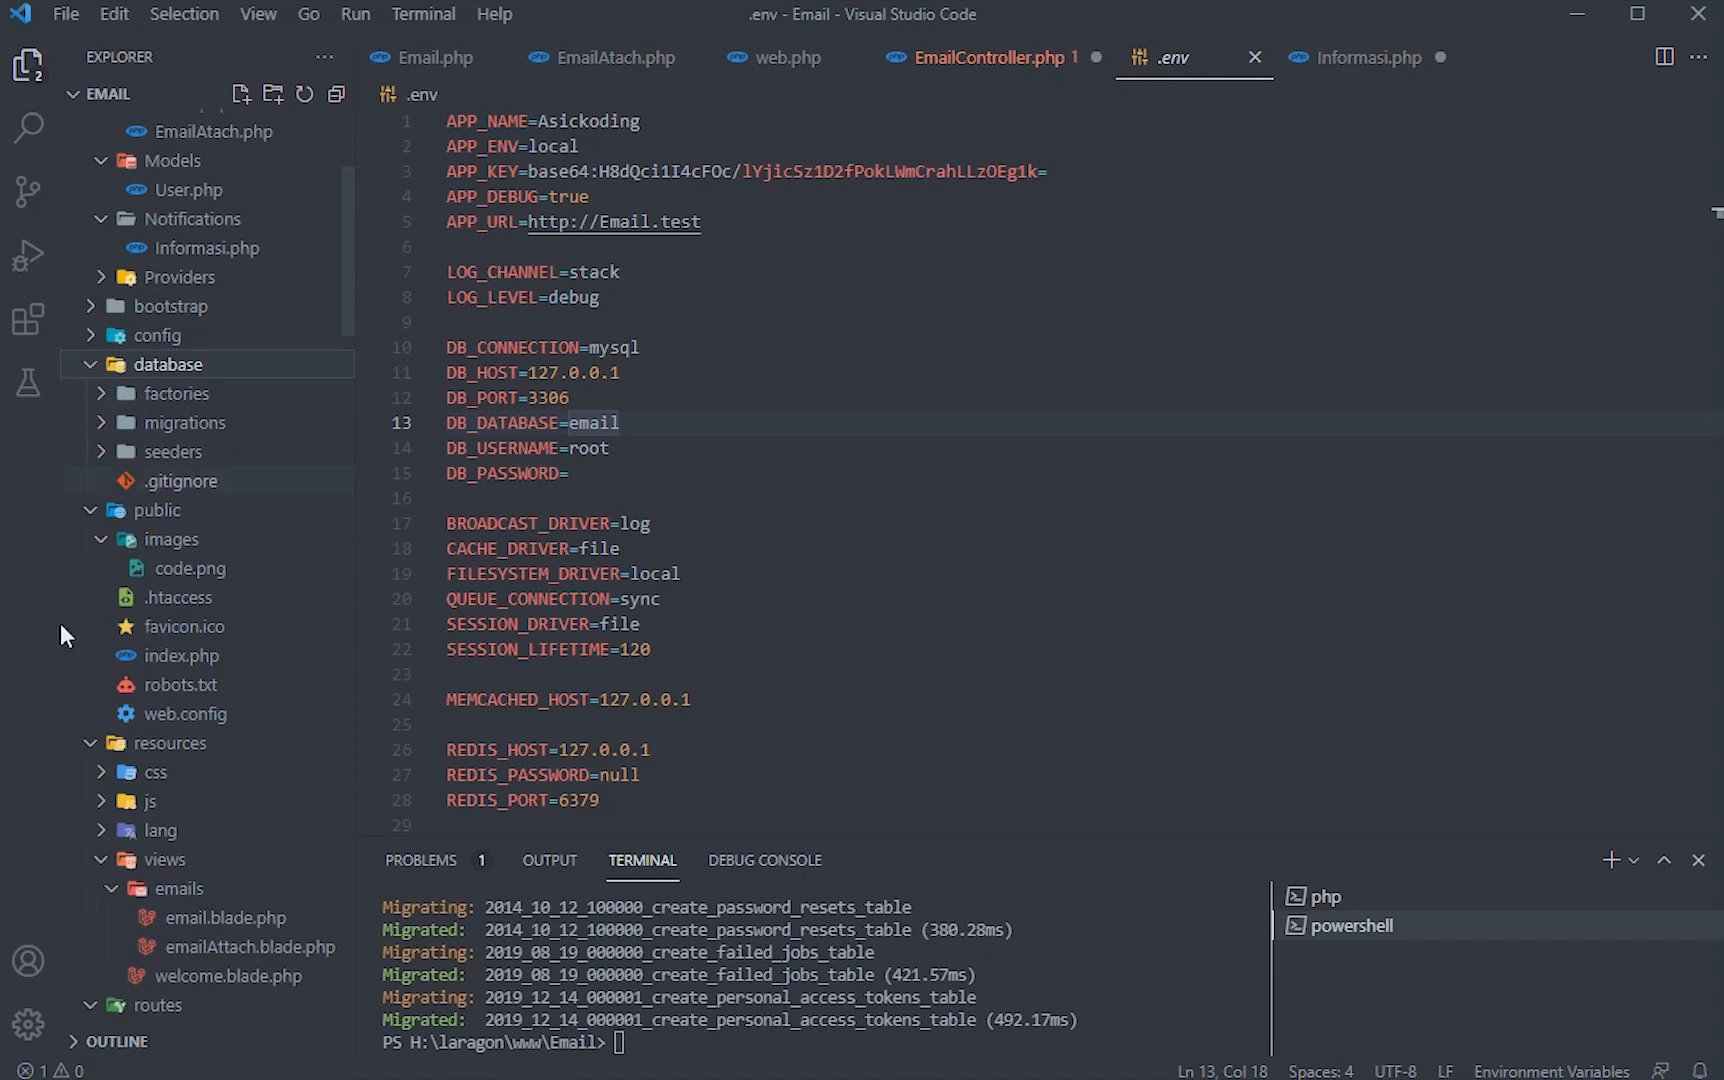 File Edit Selection View Go Run Terminal Help
.env - Email - Visual Studio Code
EXPLORER
Email.php
EmailAtach.php
web.php
EmailController.php 1
.env
Informasi.php
EMAIL
EmailAtach.php
Models
User.php
Notifications
Informasi.php
Providers
bootstrap
config
database
factories
migrations
seeders
.gitignore
public
images
code.png
.htaccess
favicon.ico
index.php
robots.txt
web.config
resources
css
js
lang
views
emails
email.blade.php
emailAttach.blade.php
welcome.blade.php
routes
OUTLINE
.env
1 APP_NAME=Asickoding
2 APP_ENV=local
3 APP_KEY=base64:H8dQci1I4cFOc/lYjicSz1D2fPokLWmCrahLLzOEg1k=
4 APP_DEBUG=true
5 APP_URL=http://Email.test
6
7 LOG_CHANNEL=stack
8 LOG_LEVEL=debug
9
10 DB_CONNECTION=mysql
11 DB_HOST=127.0.0.1
12 DB_PORT=3306
13 DB_DATABASE=email
14 DB_USERNAME=root
15 DB_PASSWORD=
16
17 BROADCAST_DRIVER=log
18 CACHE_DRIVER=file
19 FILESYSTEM_DRIVER=local
20 QUEUE_CONNECTION=sync
21 SESSION_DRIVER=file
22 SESSION_LIFETIME=120
23
24 MEMCACHED_HOST=127.0.0.1
25
26 REDIS_HOST=127.0.0.1
27 REDIS_PASSWORD=null
28 REDIS_PORT=6379
29
PROBLEMS 1 OUTPUT TERMINAL DEBUG CONSOLE
Migrating: 2014_10_12_100000_create_password_resets_table
Migrated: 2014_10_12_100000_create_password_resets_table (380.28ms)
Migrating: 2019_08_19_000000_create_failed_jobs_table
Migrated: 2019_08_19_000000_create_failed_jobs_table (421.57ms)
Migrating: 2019_12_14_000001_create_personal_access_tokens_table
Migrated: 2019_12_14_000001_create_personal_access_tokens_table (492.17ms)
PS H:\laragon\www\Email>
php
powershell
1 0
Ln 13, Col 18 Spaces: 4 UTF-8 LF Environment Variables
2